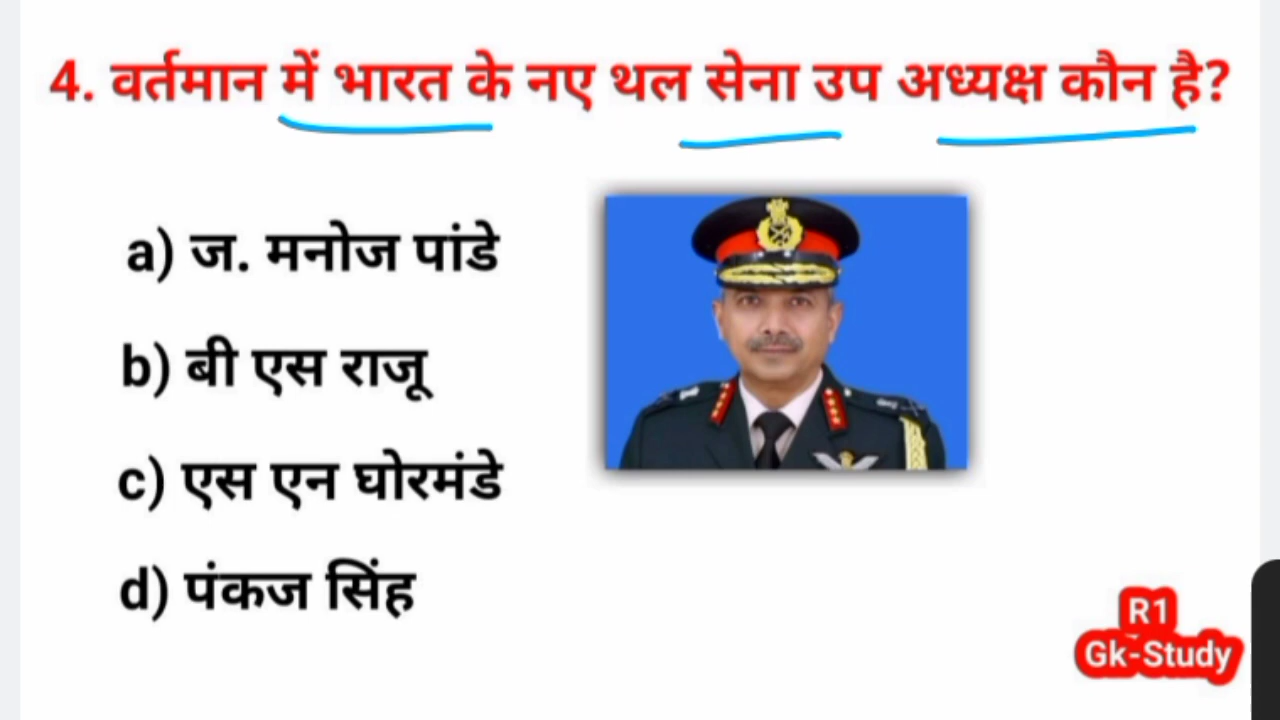 4. वर्तमान में भारत के नए थल सेना उप अध्यक्ष कौन है?
a) ज. मनोज पांडे
b) बी एस राजू
c) एस एन घोरमंडे
d) पंकज सिंह
R1
Gk-Study